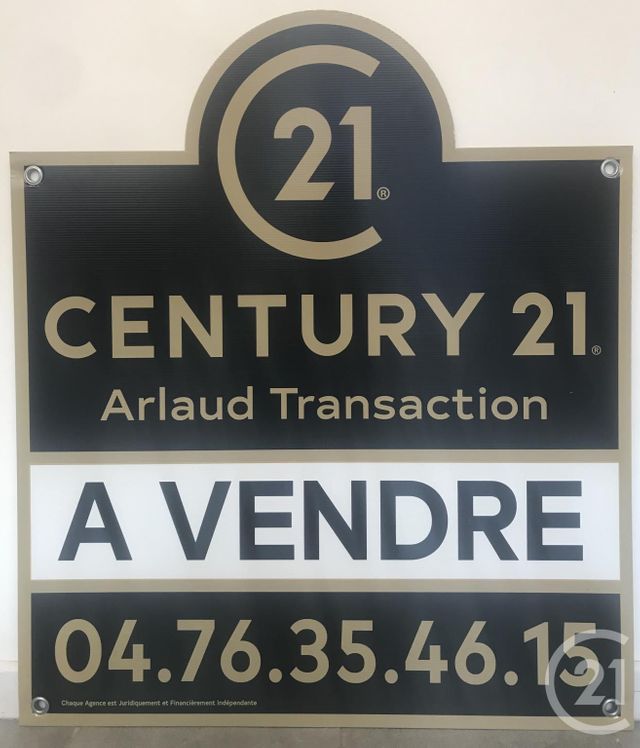 21®
CENTURY 21®
Arlaud Transaction
A VENDRE
04.76.35.46.15
Chaque Agence est Juridiquement et Financièrement Indépendante
21